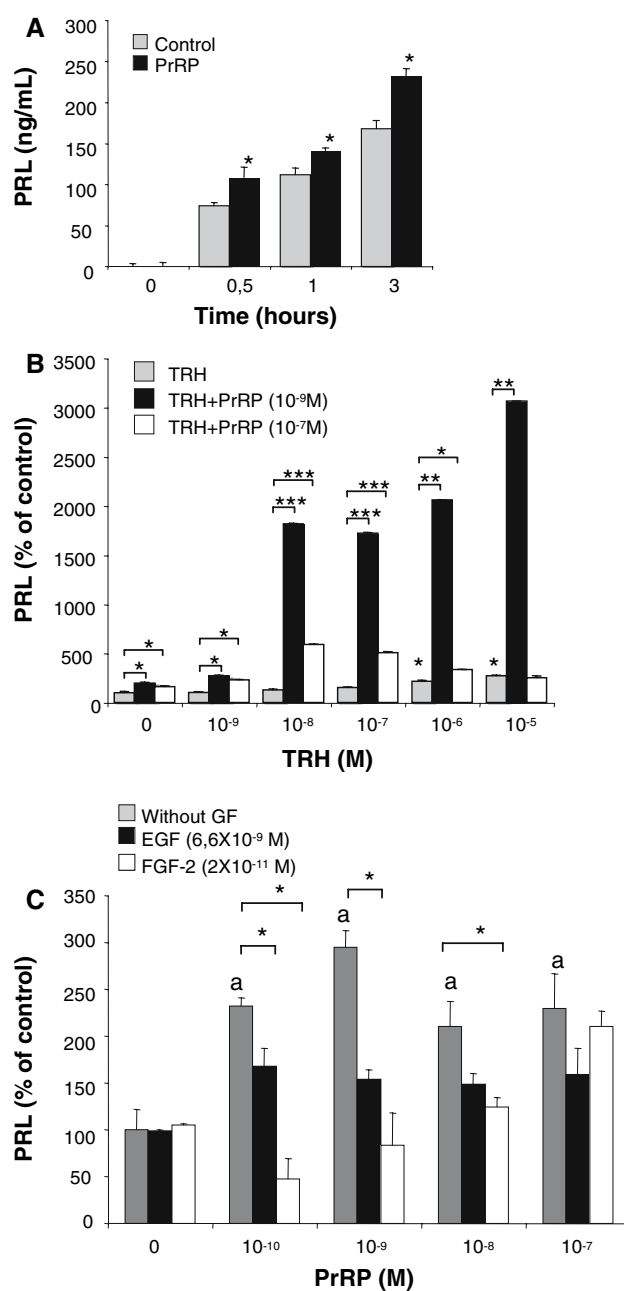 A
Control
PrRP
PRL (ng/mL)
300
250
200
150
100
50
0
*
*
*
0 0,5 1 3
Time (hours)
B
TRH
TRH+PrRP (10⁻⁹M)
TRH+PrRP (10⁻⁷M)
PRL (% of control)
3500
3000
2500
2000
1500
1000
500
0
**
*
**
***
***
***
***
*
*
*
*
*
*
0 10⁻⁹ 10⁻⁸ 10⁻⁷ 10⁻⁶ 10⁻⁵
TRH (M)
Without GF
EGF (6,6X10⁻⁹ M)
FGF-2 (2X10⁻¹¹ M)
C
PRL (% of control)
350
300
250
200
150
100
50
0
*
*
*
*
a
a
a
a
0 10⁻¹⁰ 10⁻⁹ 10⁻⁸ 10⁻⁷
PrRP (M)